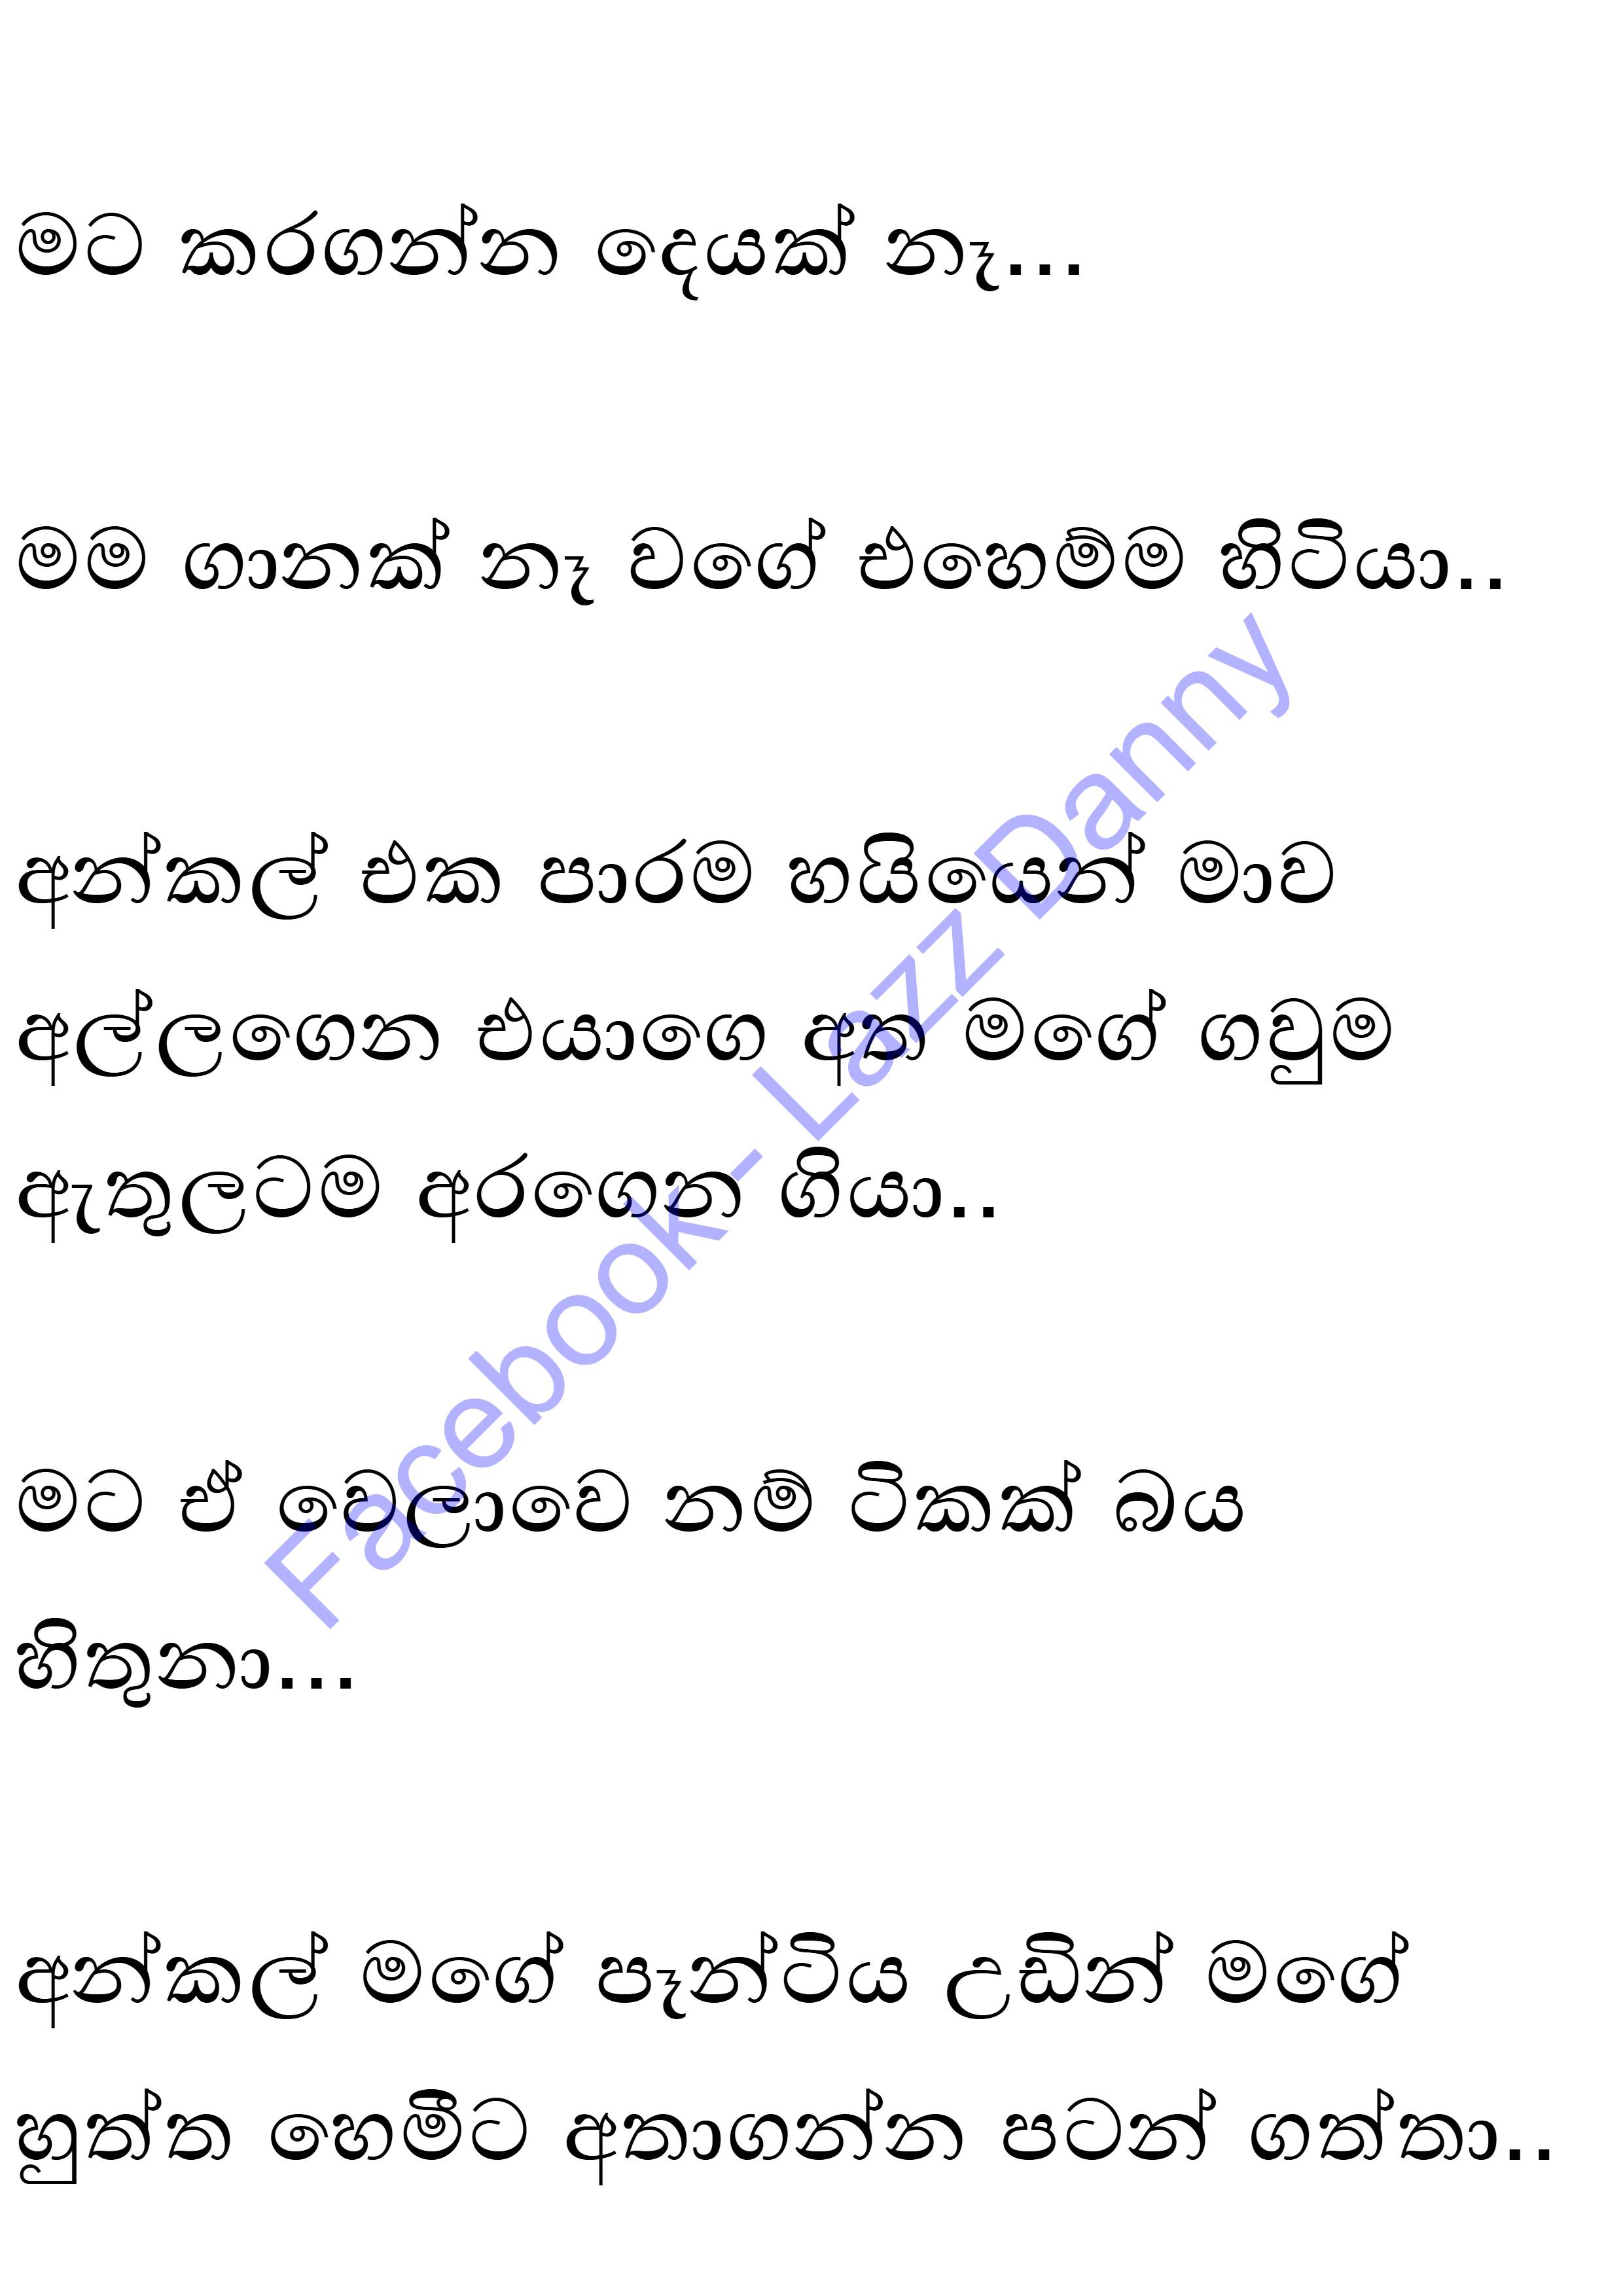 මට කරගන්න දෙයක් නෑ...
මම ගානක් නෑ වගේ එහෙම්ම හිටියා..
අන්කල් එක පාරම හයියෙන් මාව
අල්ලගෙන එයාගෙ අත මගේ ගවුම
ඇතුලටම අරගෙන ගියා..
මට ඒ වෙලාවෙ නම් ටිකක් බය
හිතුනා...
අන්කල් මගේ පෑන්ටිය උඩින් මගේ
හුත්ත හෙමීට අතාගන්න පටන් ගත්තා..
Facebook- Lazz Danny